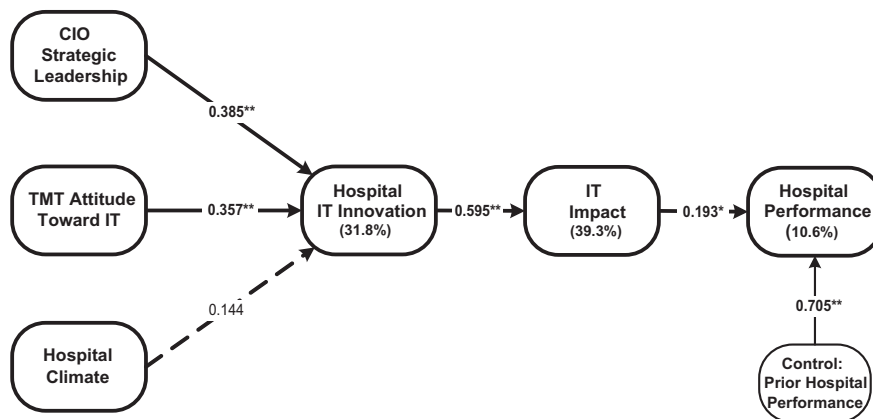 CIO
Strategic
Leadership
0.385**
TMT Attitude
Toward IT
0.357**
Hospital
IT Innovation
(31.8%)
0.595**
IT
Impact
(39.3%)
0.193*
Hospital
Performance
(10.6%)
0.144
0.705**
Hospital
Climate
Control:
Prior Hospital
Performance